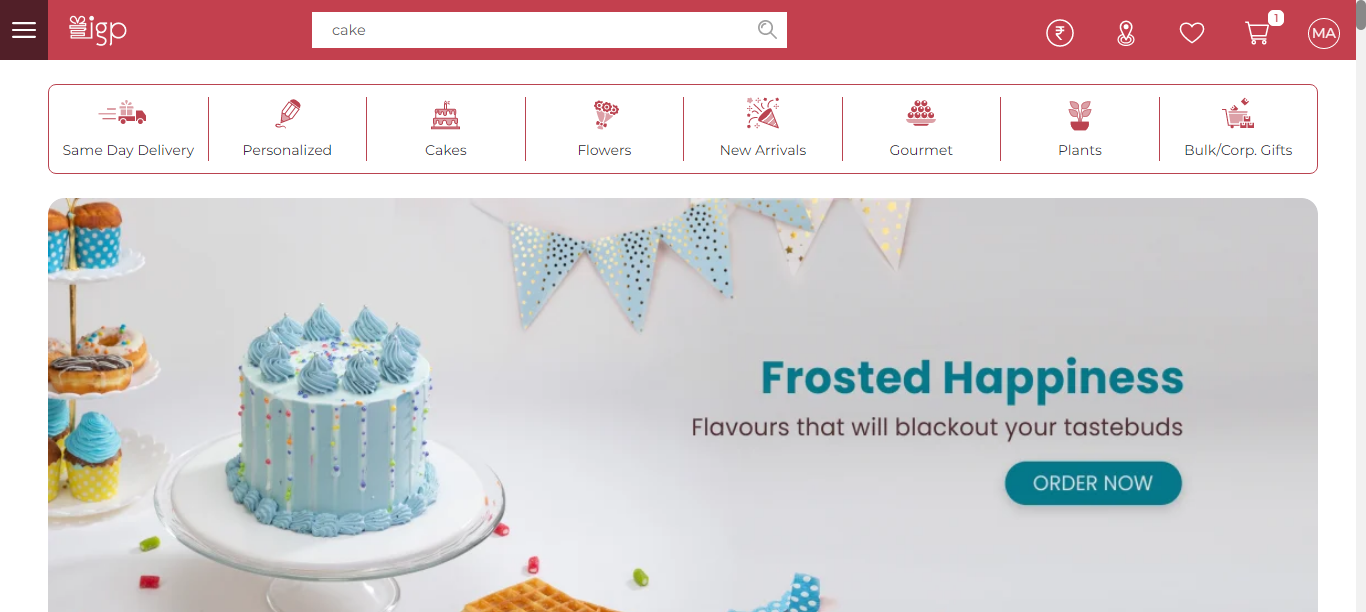 igp
cake
₹
1
MA
Same Day Delivery
Personalized
Cakes
Flowers
New Arrivals
Gourmet
Plants
Bulk/Corp. Gifts
Frosted Happiness
Flavours that will blackout your tastebuds
ORDER NOW